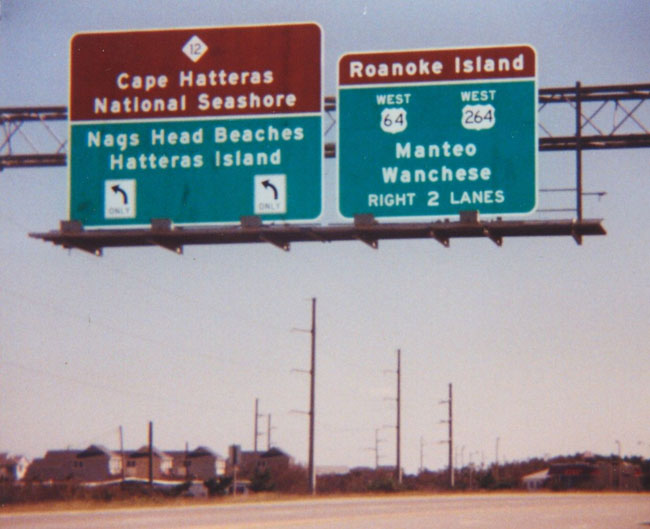 12
Cape Hatteras
National Seashore
Nags Head Beaches
Hatteras Island
ONLY ONLY
Roanoke Island
WEST WEST
64 264
Manteo
Wanchese
RIGHT 2 LANES